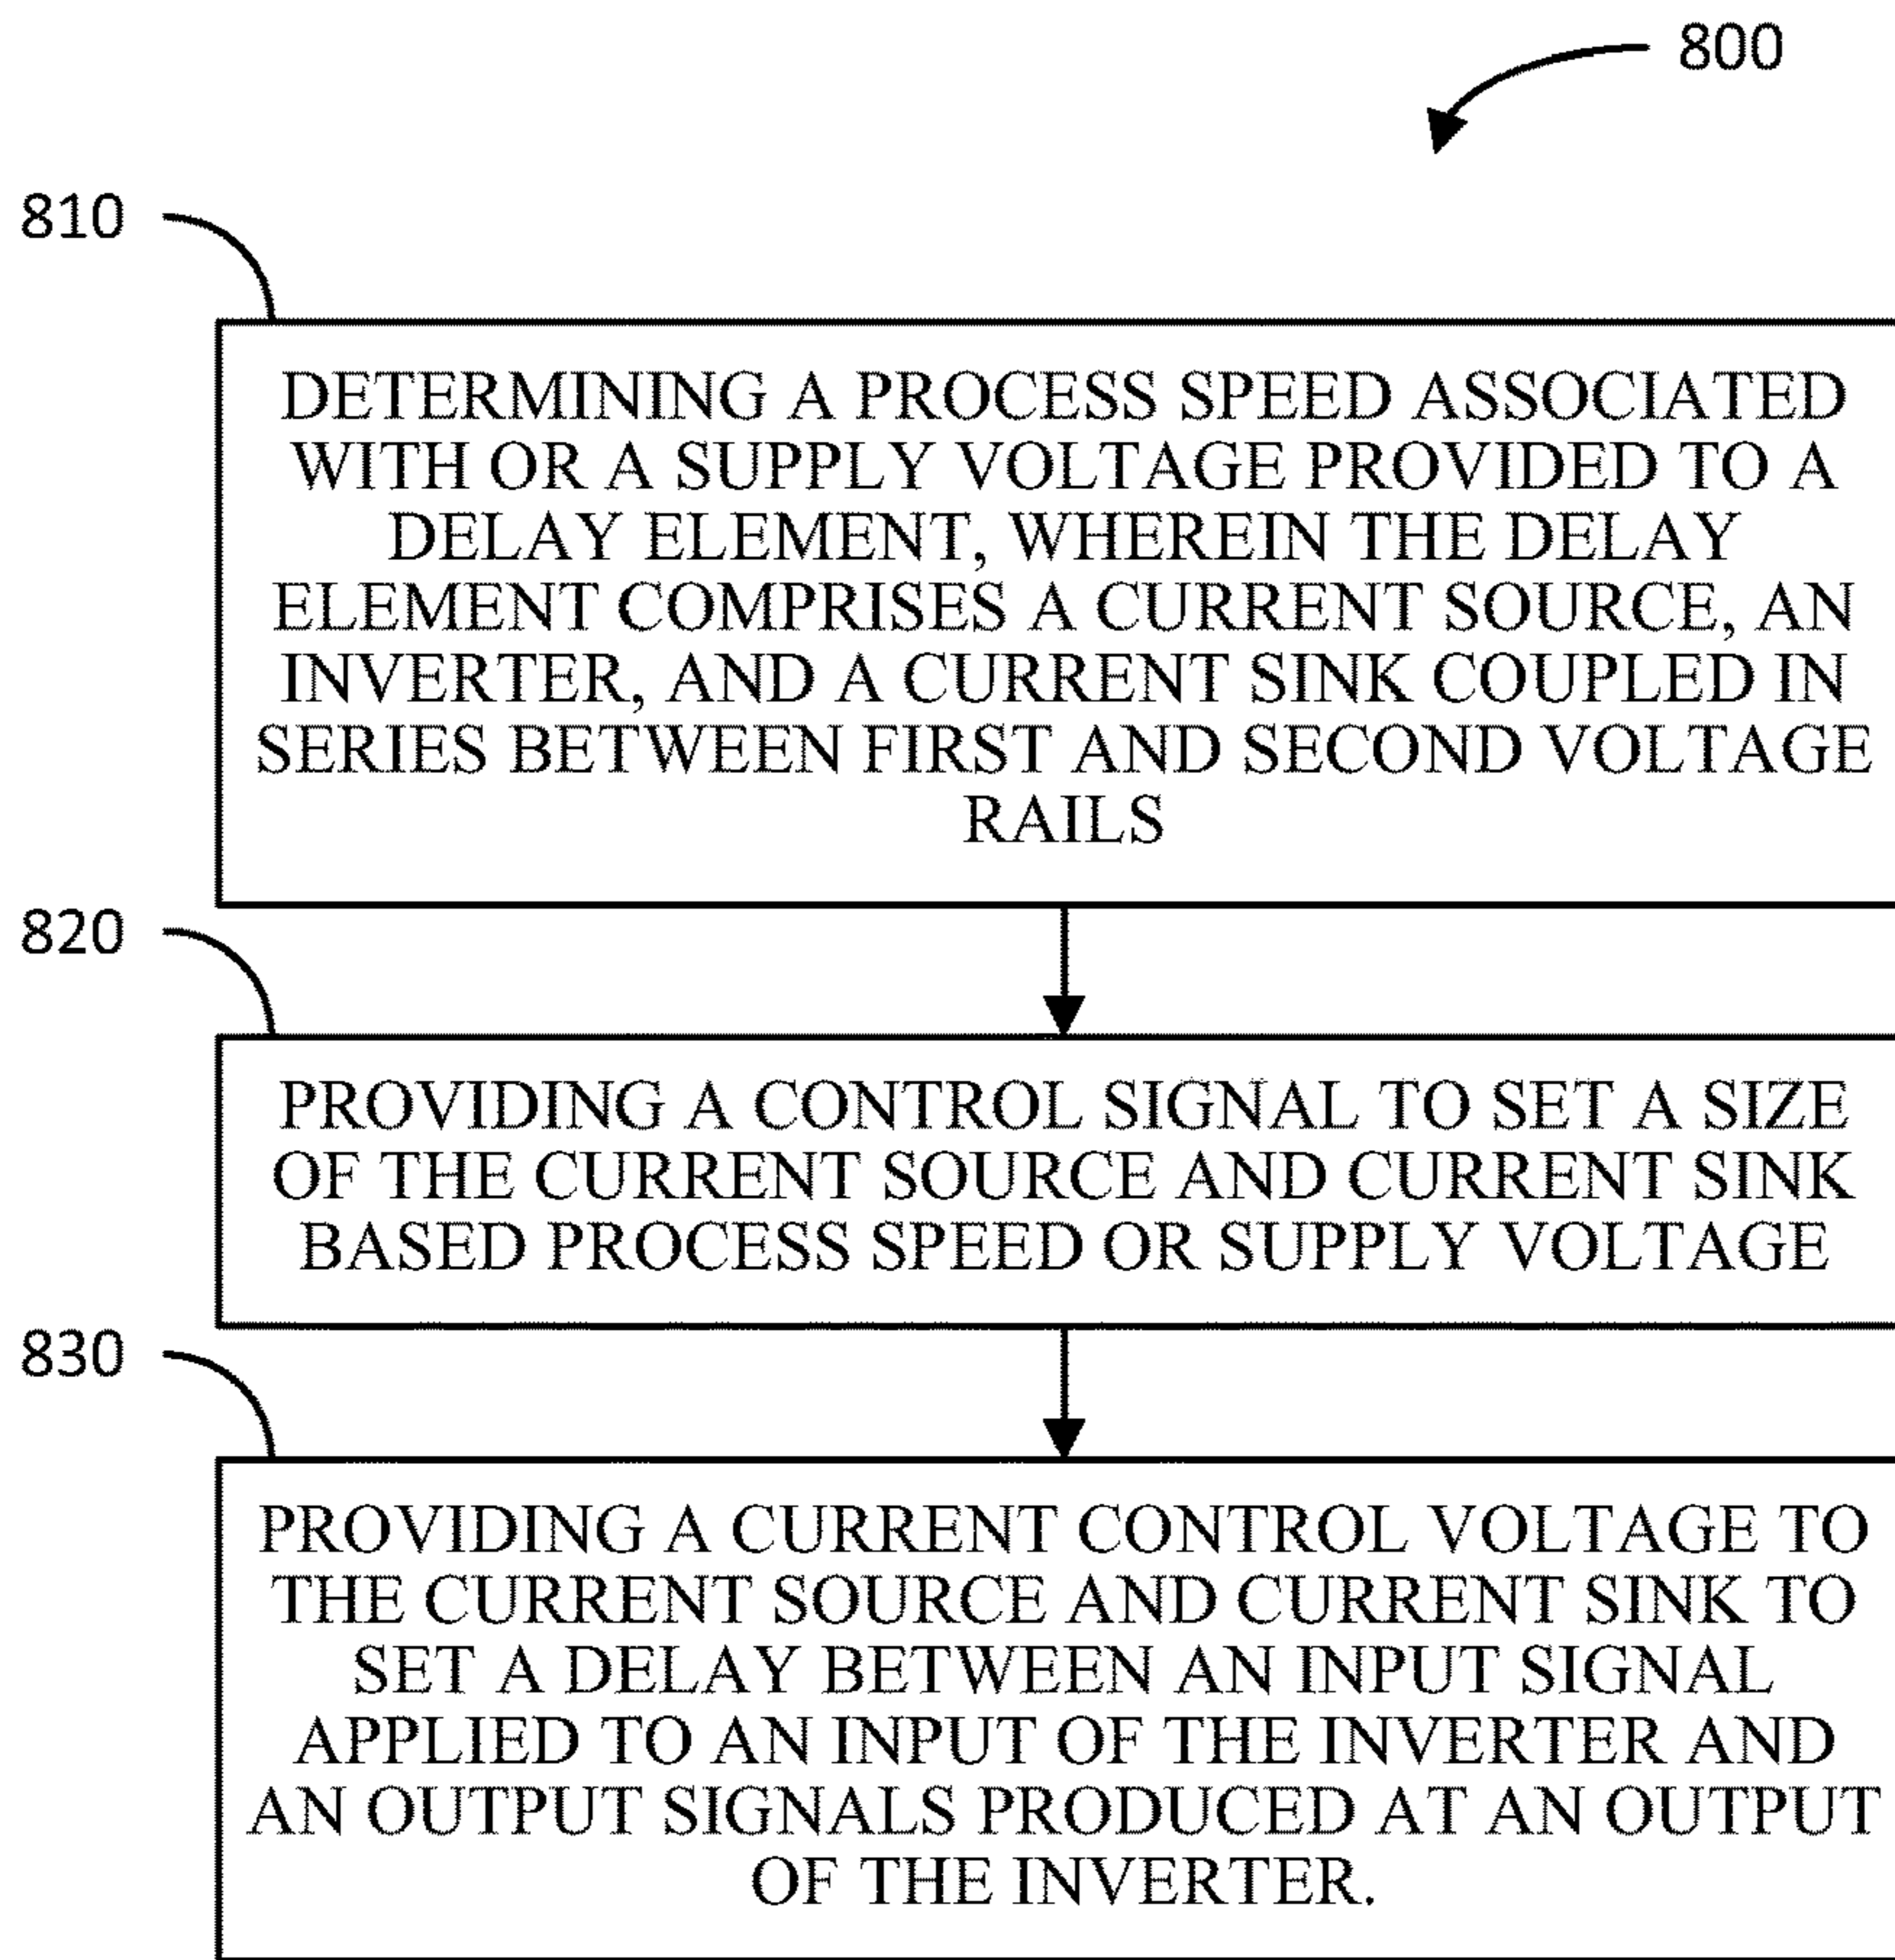 800
810
DETERMINING A PROCESS SPEED ASSOCIATED
WITH OR A SUPPLY VOLTAGE PROVIDED TO A
DELAY ELEMENT, WHEREIN THE DELAY
ELEMENT COMPRISES A CURRENT SOURCE, AN
INVERTER, AND A CURRENT SINK COUPLED IN
SERIES BETWEEN FIRST AND SECOND VOLTAGE
RAILS
820
PROVIDING A CONTROL SIGNAL TO SET A SIZE
OF THE CURRENT SOURCE AND CURRENT SINK
BASED PROCESS SPEED OR SUPPLY VOLTAGE
830
PROVIDING A CURRENT CONTROL VOLTAGE TO
THE CURRENT SOURCE AND CURRENT SINK TO
SET A DELAY BETWEEN AN INPUT SIGNAL
APPLIED TO AN INPUT OF THE INVERTER AND
AN OUTPUT SIGNALS PRODUCED AT AN OUTPUT
OF THE INVERTER.